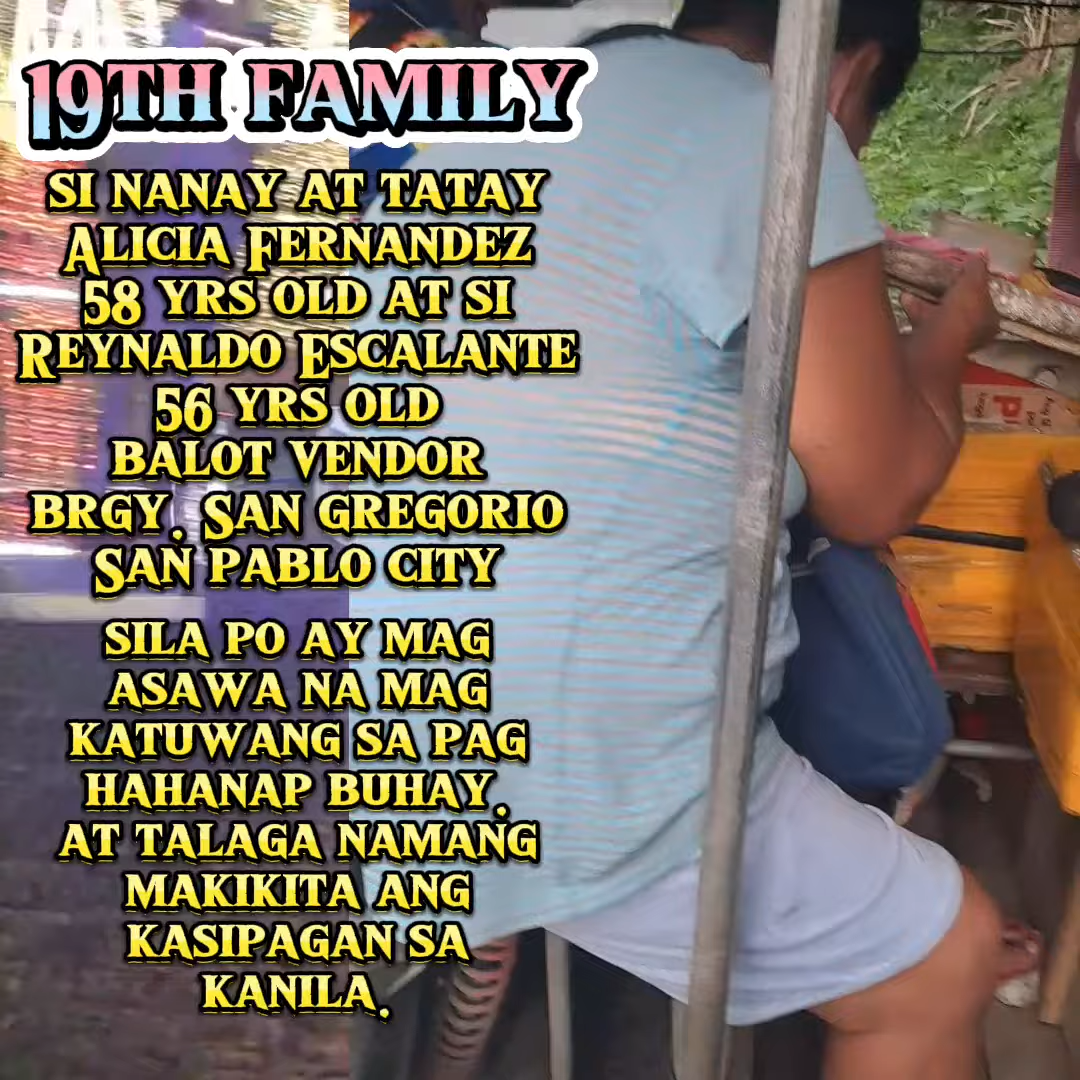 19TH FAMILY
SI NANAY AT TATAY
ALICIA FERNANDEZ
58 YRS OLD AT SI
REYNALDO ESCALANTE
56 YRS OLD
BALOT VENDOR
BRGY. SAN GREGORIO
SAN PABLO CITY
SILA PO AY MAG
ASAWA NA MAG
KATUWANG SA PAG
HAHANAP BUHAY.
AT TALAGA NAMANG
MAKIKITA ANG
KASIPAGAN SA
KANILA.